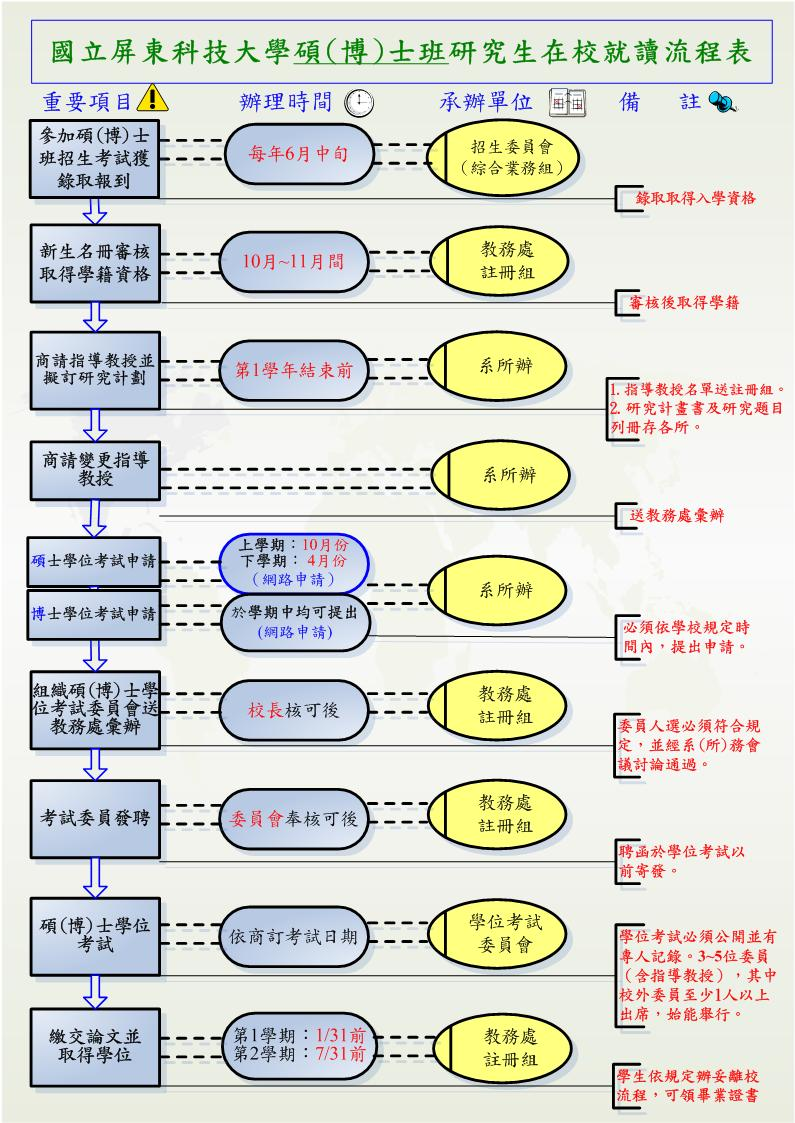 國立屏東科技大學碩(博)士班研究生在校就讀流程表
重要項目
辦理時間
承辦單位
備 註
參加碩(博)士
班招生考試獲
錄取報到
每年6月中旬
招生委員會
（綜合業務組）
錄取取得入學資格
新生名冊審核
取得學籍資格
10月~11月間
教務處
註冊組
審核後取得學籍
商請指導教授並
擬訂研究計劃
第1學年結束前
系所辦
1. 指導教授名單送註冊組。
2. 研究計畫書及研究題目
列冊存各所。
商請變更指導
教授
系所辦
送教務處彙辦
碩士學位考試申請
上學期：10月份
下學期： 4月份
（網路申請）
系所辦
博士學位考試申請
於學期中均可提出
(網路申請)
必須依學校規定時
間內，提出申請。
組織碩(博)士學
位考試委員會送
教務處彙辦
校長核可後
教務處
註冊組
委員人選必須符合規
定，並經系(所)務會
議討論通過。
考試委員發聘
委員會奉核可後
教務處
註冊組
聘函於學位考試以
前寄發。
碩(博)士學位
考試
依商訂考試日期
學位考試
委員會
學位考試必須公開並有
專人記錄。3~5位委員
（含指導教授），其中
校外委員至少1人以上
出席，始能舉行。
繳交論文並
取得學位
第1學期：1/31前
第2學期：7/31前
教務處
註冊組
學生依規定辦妥離校
流程，可領畢業證書